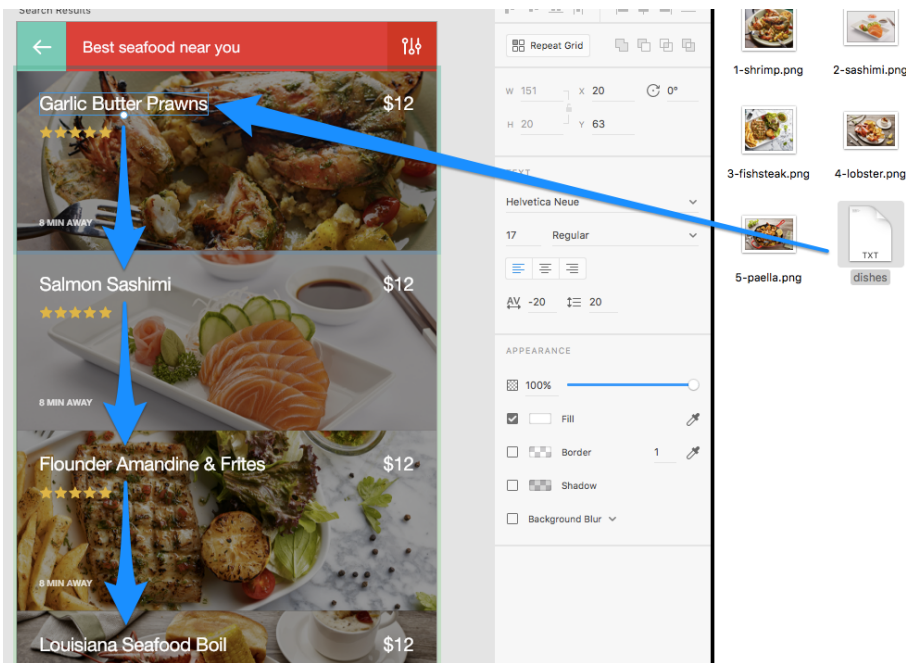 Search Results
Best seafood near you
Garlic Butter Prawns $12
8 MIN AWAY
Salmon Sashimi $12
8 MIN AWAY
Flounder Amandine & Frites $12
8 MIN AWAY
Louisiana Seafood Boil $12
Repeat Grid
W 151 X 20 0°
H 20 Y 63
TEXT
Helvetica Neue
17 Regular
AV -20 20
APPEARANCE
100%
Fill
Border 1
Shadow
Background Blur
1-shrimp.png 2-sashimi.png
3-fishsteak.png 4-lobster.png
TXT
5-paella.png dishes